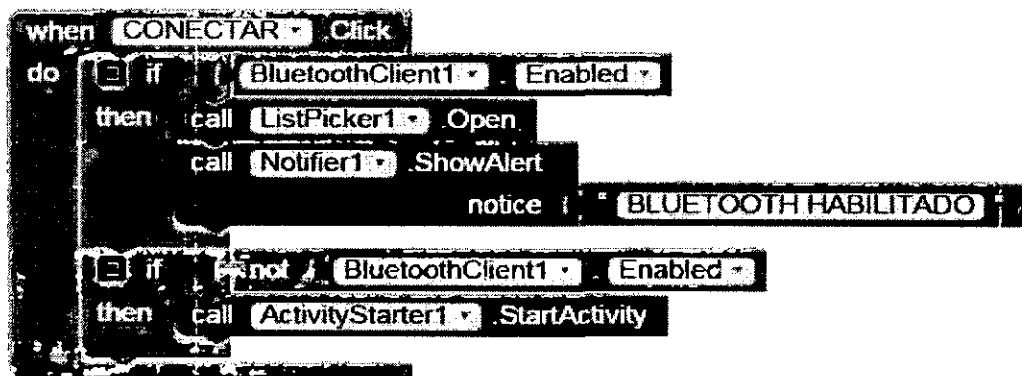 when CONECTAR .Click
do if BluetoothClient1 . Enabled
then call ListPicker1 .Open
call Notifier1 .ShowAlert
notice " BLUETOOTH HABILITADO "
if not BluetoothClient1 . Enabled
then call ActivityStarter1 .StartActivity